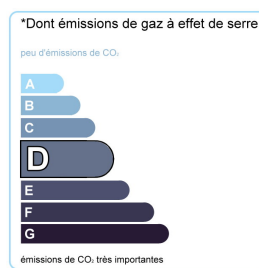 *Dont émissions de gaz à effet de serre
peu d'émissions de CO₂
A
B
C
D
E
F
G
émissions de CO₂ très importantes